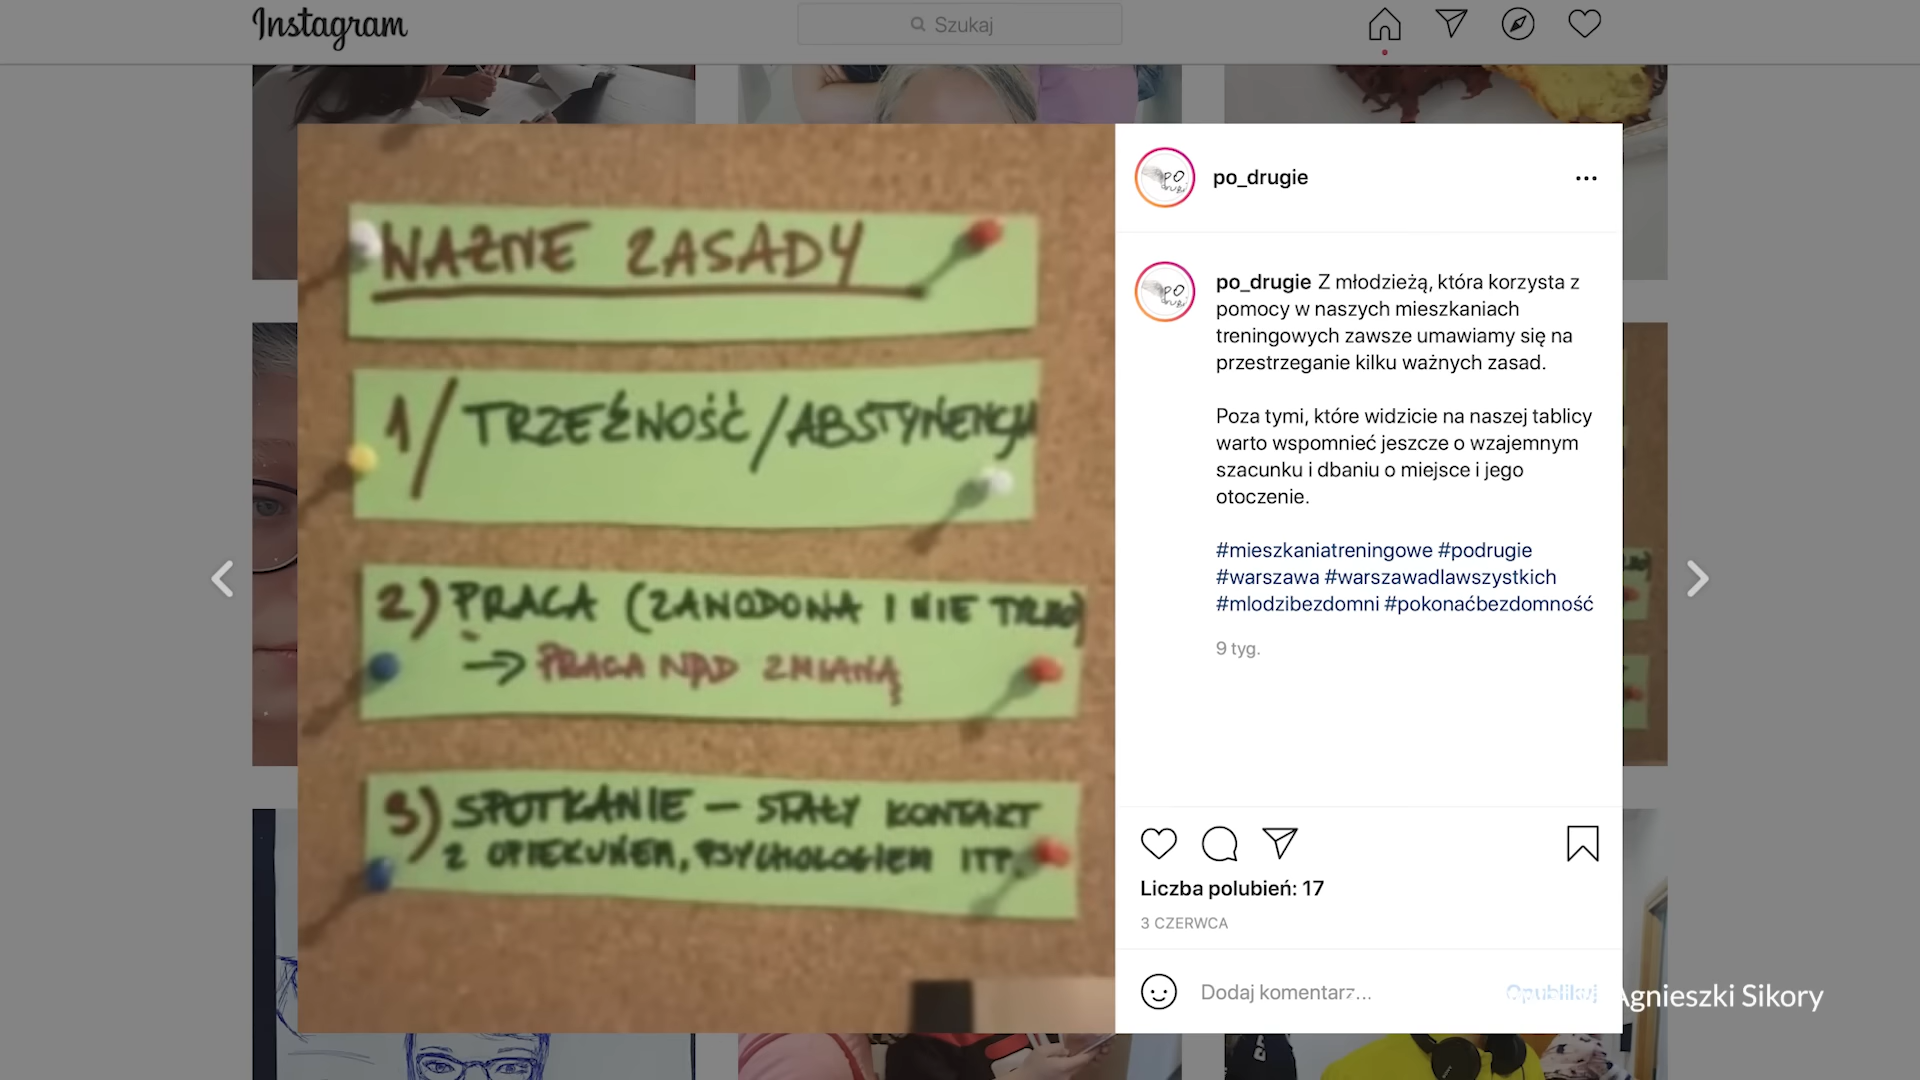 Instagram
Szukaj
WAŻNE ZASADY
1/ TRZEŹNOŚĆ/ABSTYNENCJA
2) PRACA (ZAWODOWA I NIE TYLKO)
→ PRACA NAD ZMIANĄ
3) SPOTKANIE – STAŁY KONTAKT
Z OPIEKUNEM, PSYCHOLOGIEM ITP.
po_drugie
po_drugie Z młodzieżą, która korzysta z
pomocy w naszych mieszkaniach
treningowych zawsze umawiamy się na
przestrzeganie kilku ważnych zasad.
Poza tymi, które widzicie na naszej tablicy
warto wspomnieć jeszcze o wzajemnym
szacunku i dbaniu o miejsce i jego
otoczenie.
#mieszkaniatreningowe #podrugie
#warszawa #warszawadlawszystkich
#mlodzibezdomni #pokonaćbezdomność
9 tyg.
Liczba polubień: 17
3 CZERWCA
Dodaj komentarz...
Opublikuj
Agnieszki Sikory